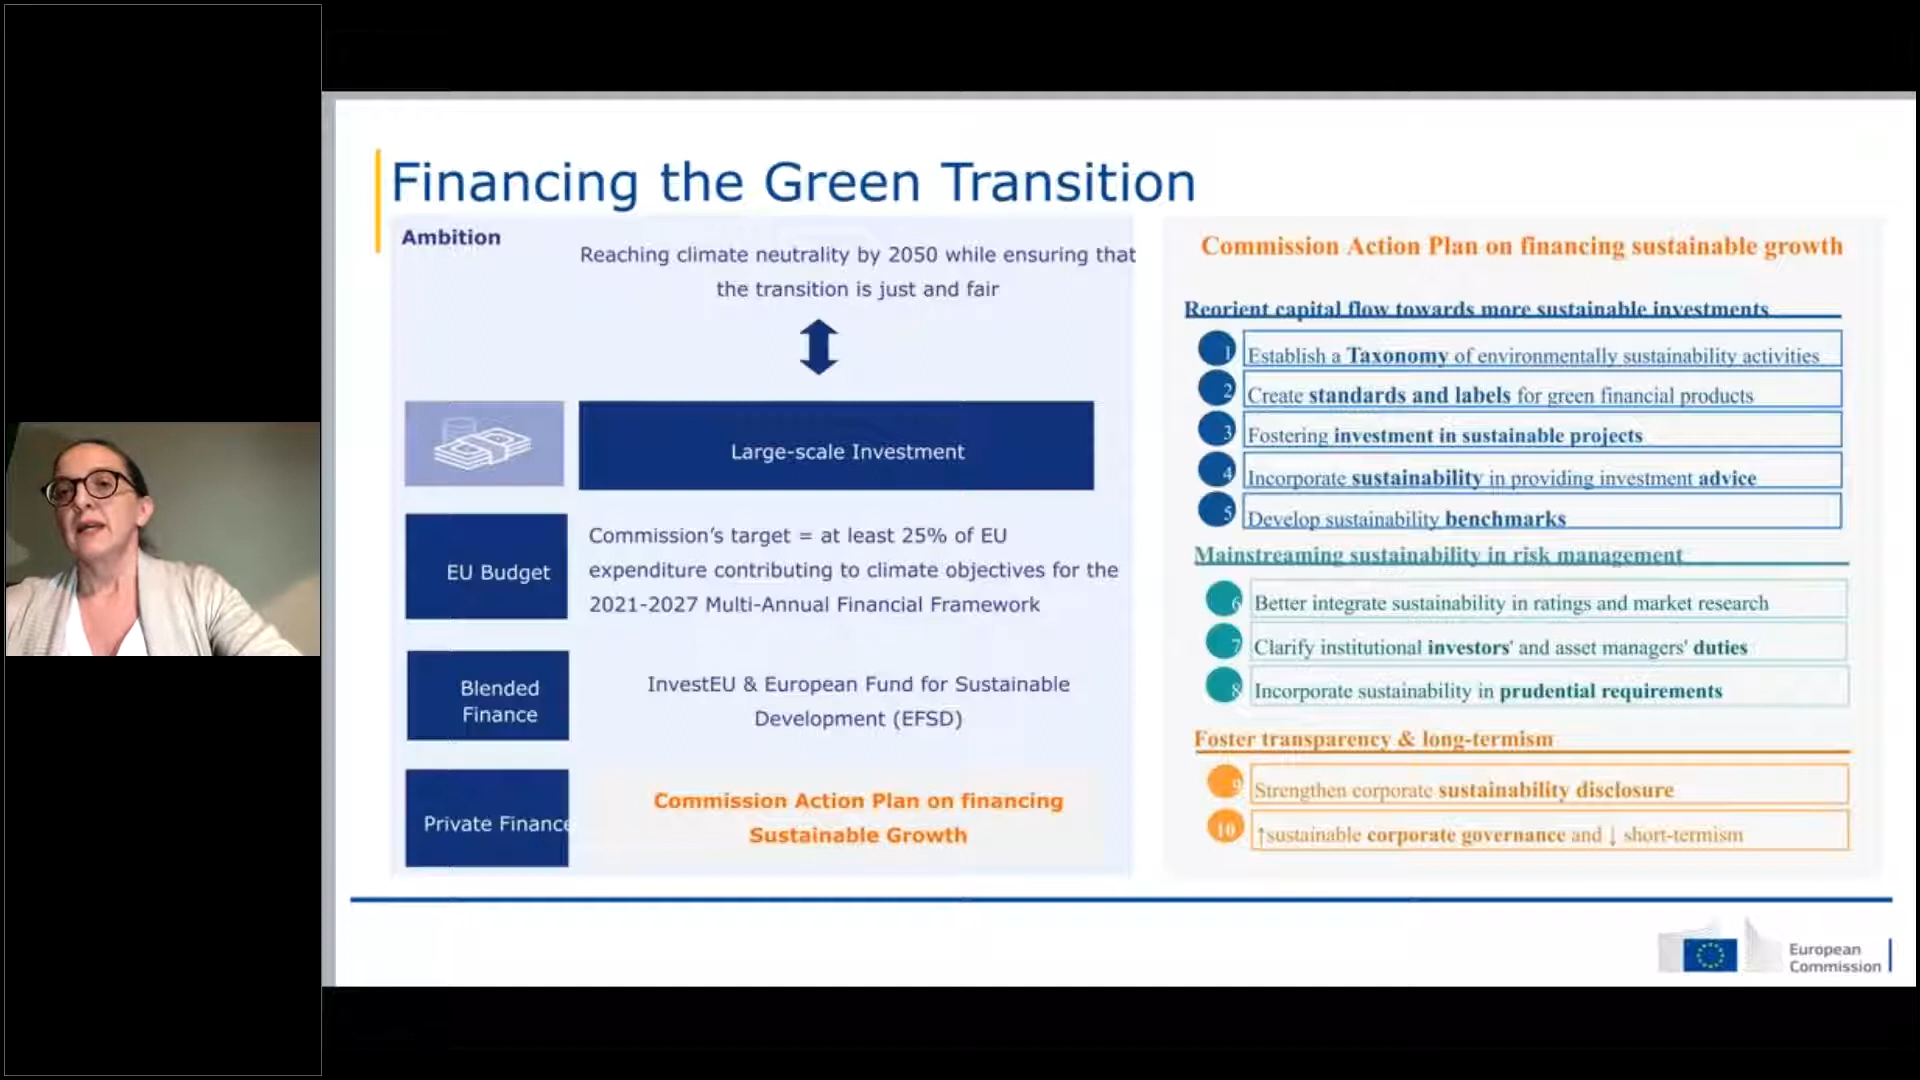 Financing the Green Transition
Ambition
Reaching climate neutrality by 2050 while ensuring that
the transition is just and fair
Large-scale Investment
EU Budget
Commission’s target = at least 25% of EU
expenditure contributing to climate objectives for the
2021-2027 Multi-Annual Financial Framework
Blended
Finance
InvestEU & European Fund for Sustainable
Development (EFSD)
Private Finance
Commission Action Plan on financing
Sustainable Growth
Commission Action Plan on financing sustainable growth
Reorient capital flow towards more sustainable investments
1 Establish a Taxonomy of environmentally sustainability activities
2 Create standards and labels for green financial products
3 Fostering investment in sustainable projects
4 Incorporate sustainability in providing investment advice
5 Develop sustainability benchmarks
Mainstreaming sustainability in risk management
6 Better integrate sustainability in ratings and market research
7 Clarify institutional investors' and asset managers' duties
8 Incorporate sustainability in prudential requirements
Foster transparency & long-termism
9 Strengthen corporate sustainability disclosure
10 ↑sustainable corporate governance and ↓ short-termism
European
Commission